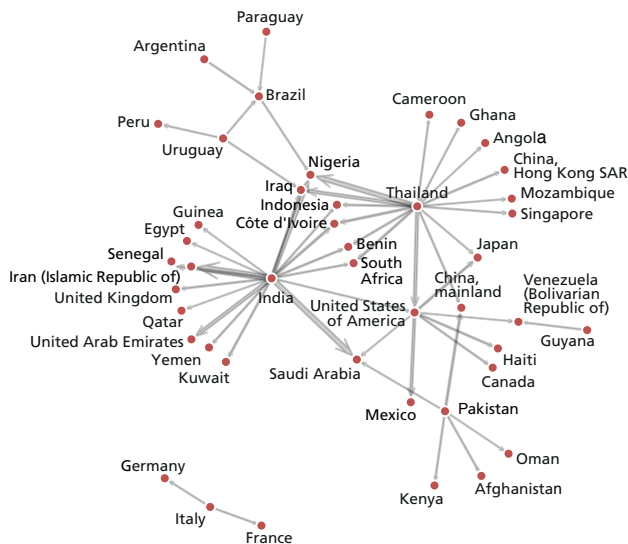 Paraguay
Argentina
Brazil
Peru
Uruguay
Cameroon
Ghana
Angola
China,
Hong Kong SAR
Mozambique
Singapore
Nigeria
Iraq
Thailand
Indonesia
Côte d'Ivoire
Guinea
Egypt
Senegal
Iran (Islamic Republic of)
United Kingdom
Qatar
United Arab Emirates
Yemen
Kuwait
India
Benin
South
Africa
Japan
China,
mainland
Venezuela
(Bolivarian
Republic of)
Guyana
United States
of America
Haiti
Canada
Saudi Arabia
Mexico
Pakistan
Oman
Afghanistan
Kenya
Germany
Italy
France